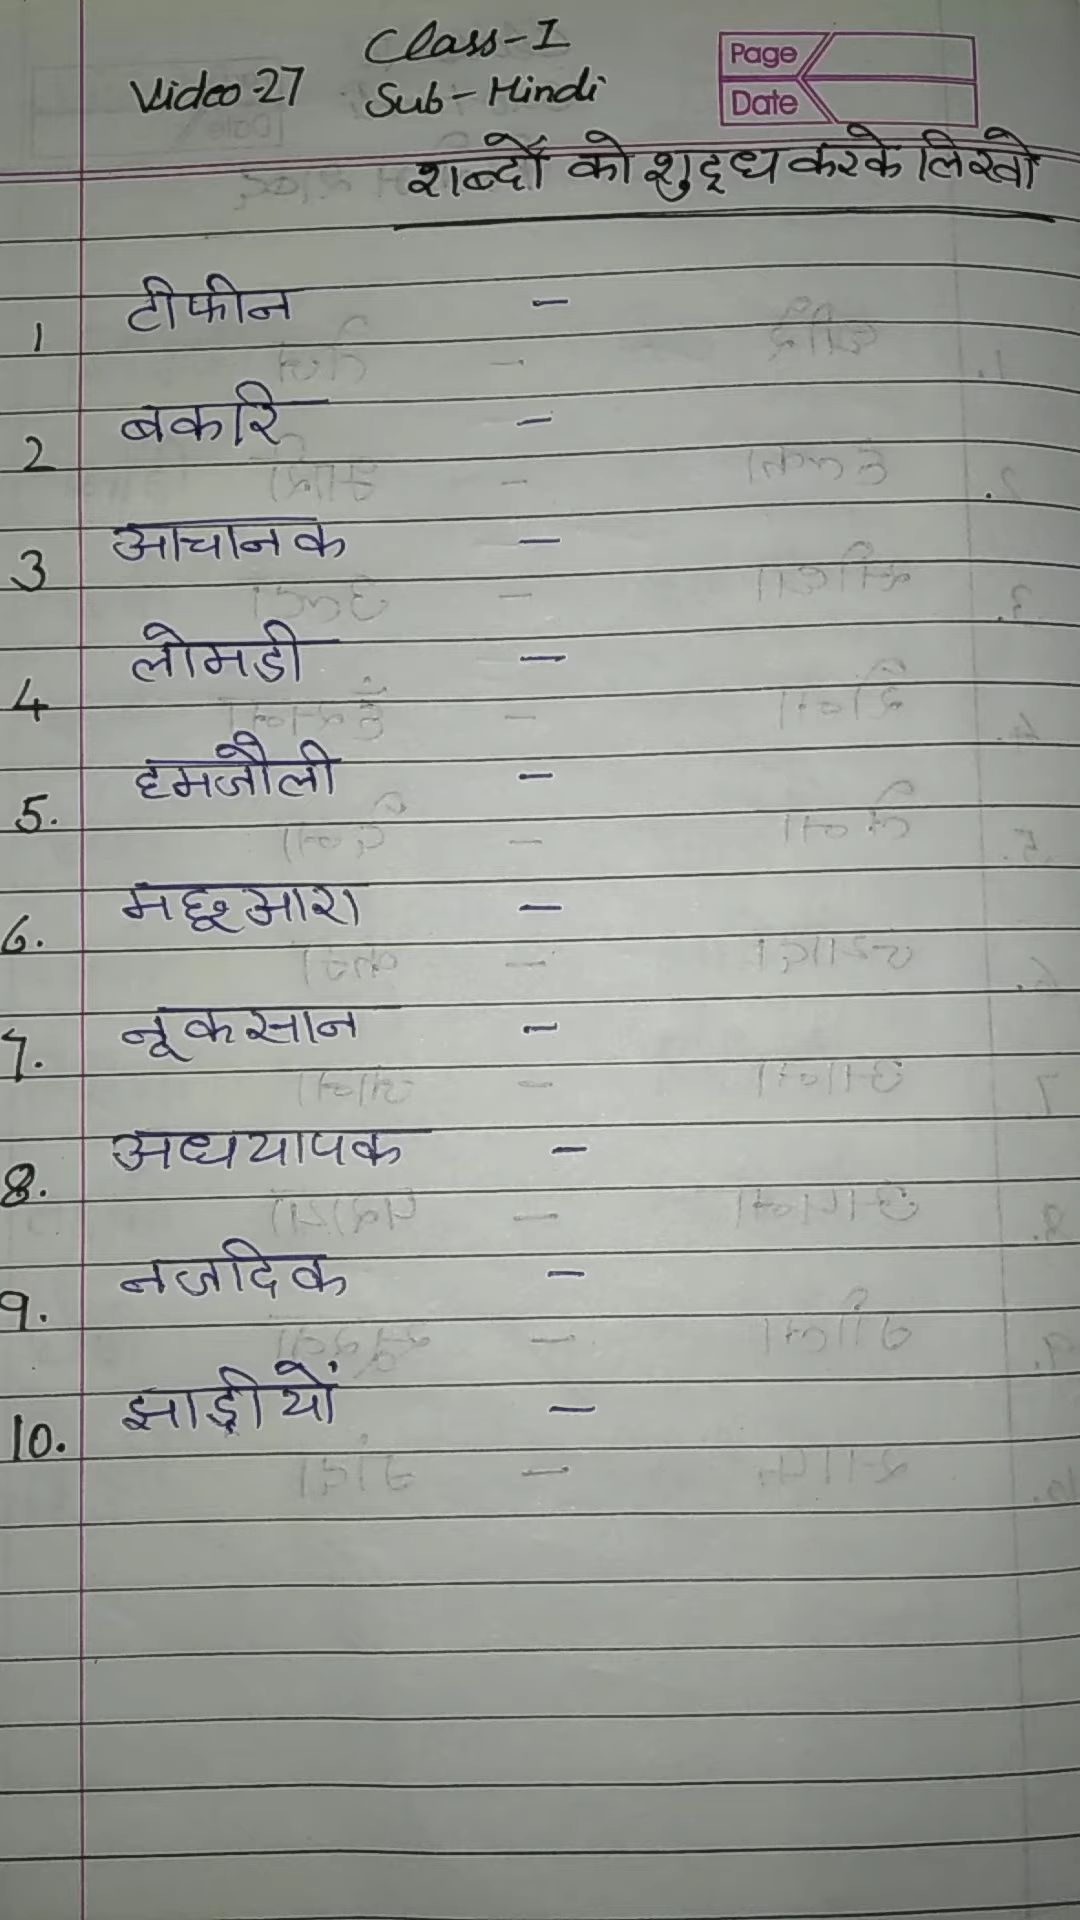 Class-I
Video-27 Sub-Hindi
Page
Date
शब्दों को शुद्ध करके लिखो
1 टीफीन -
2 बकरि -
3 आचानक -
4 लोमडी -
5. हमजौली -
6. मछूआरा -
7. नूकसान -
8. अधयापक -
9. नजदिक -
10. झाड़ीयों -